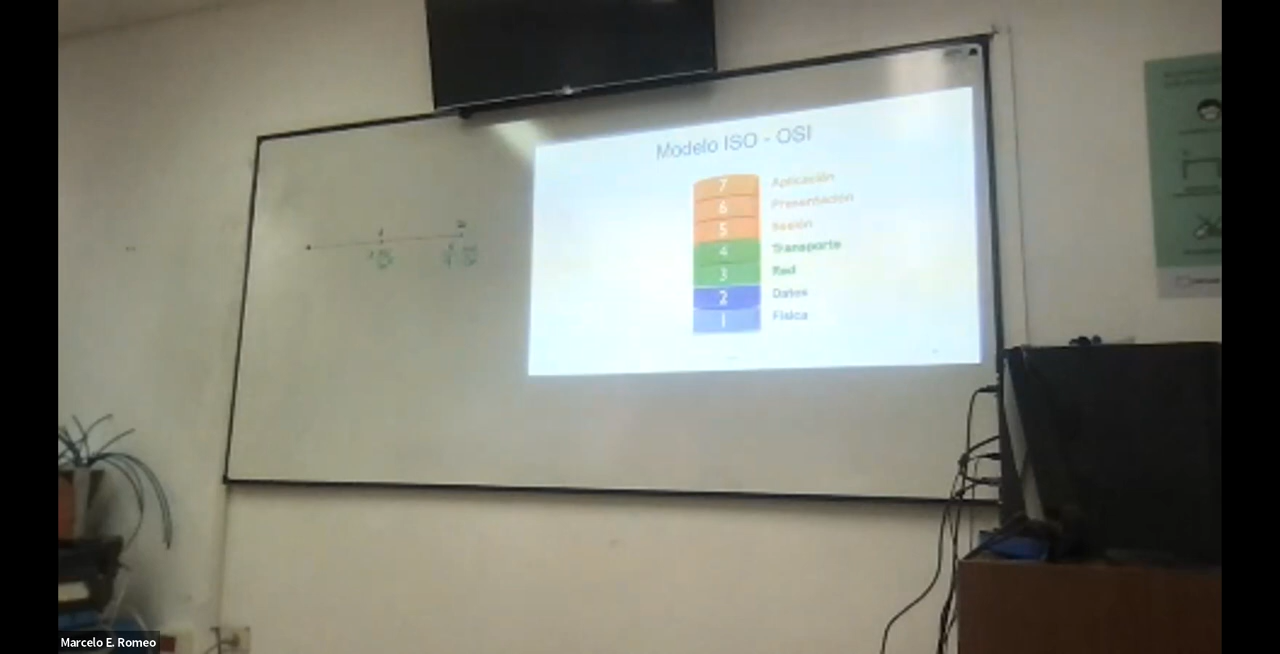 Modelo ISO - OSI
7 Aplicación
6 Presentación
5 Sesión
4 Transporte
3 Red
2 Datos
1 Física
Marcelo E. Romeo